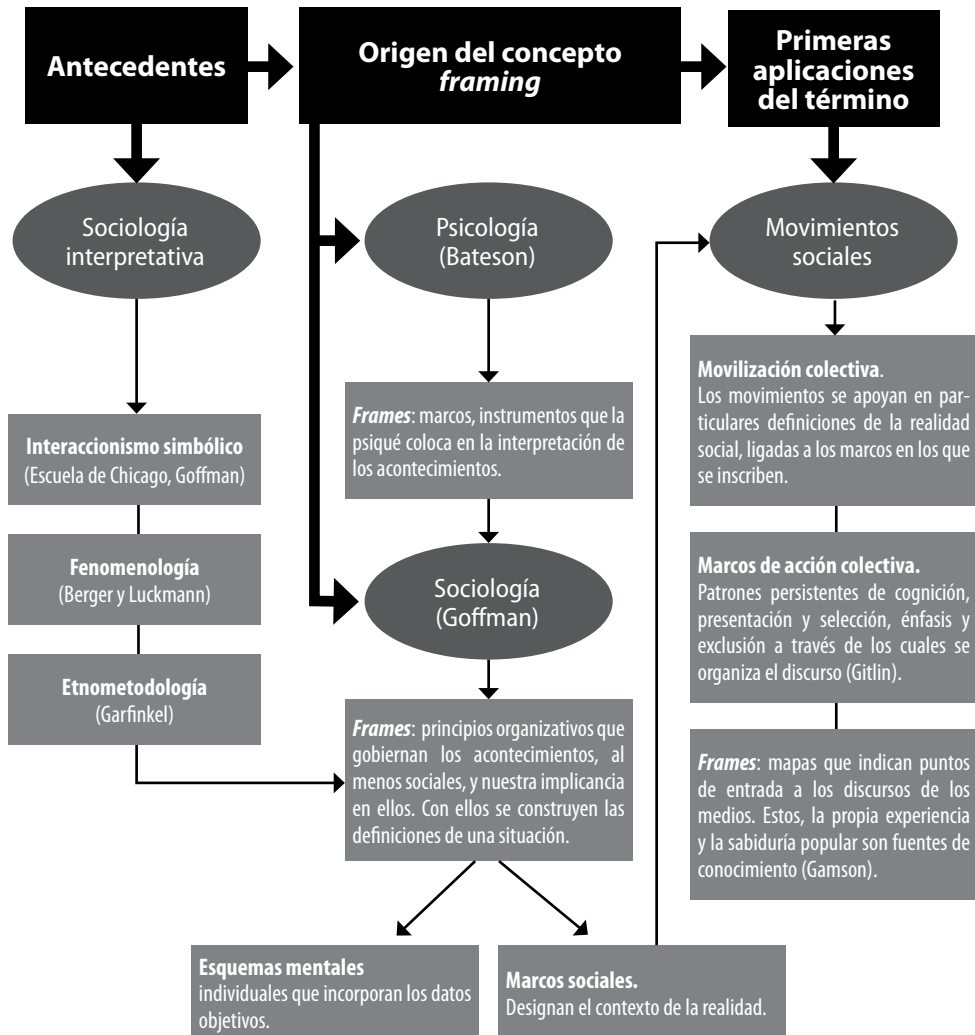 Antecedentes
Origen del concepto
framing
Primeras
aplicaciones
del término
Sociología
interpretativa
Psicología
(Bateson)
Movimientos
sociales
Interaccionismo simbólico
(Escuela de Chicago, Goffman)
Fenomenología
(Berger y Luckmann)
Etnometodología
(Garfinkel)
Frames: marcos, instrumentos que la
psiqué coloca en la interpretación de
los acontecimientos.
Sociología
(Goffman)
Frames: principios organizativos que
gobiernan los acontecimientos, al
menos sociales, y nuestra implicancia
en ellos. Con ellos se construyen las
definiciones de una situación.
Esquemas mentales
individuales que incorporan los datos
objetivos.
Marcos sociales.
Designan el contexto de la realidad.
Movilización colectiva.
Los movimientos se apoyan en par-
ticulares definiciones de la realidad
social, ligadas a los marcos en los que
se inscriben.
Marcos de acción colectiva.
Patrones persistentes de cognición,
presentación y selección, énfasis y
exclusión a través de los cuales se
organiza el discurso (Gitlin).
Frames: mapas que indican puntos
de entrada a los discursos de los
medios. Estos, la propia experiencia
y la sabiduría popular son fuentes de
conocimiento (Gamson).